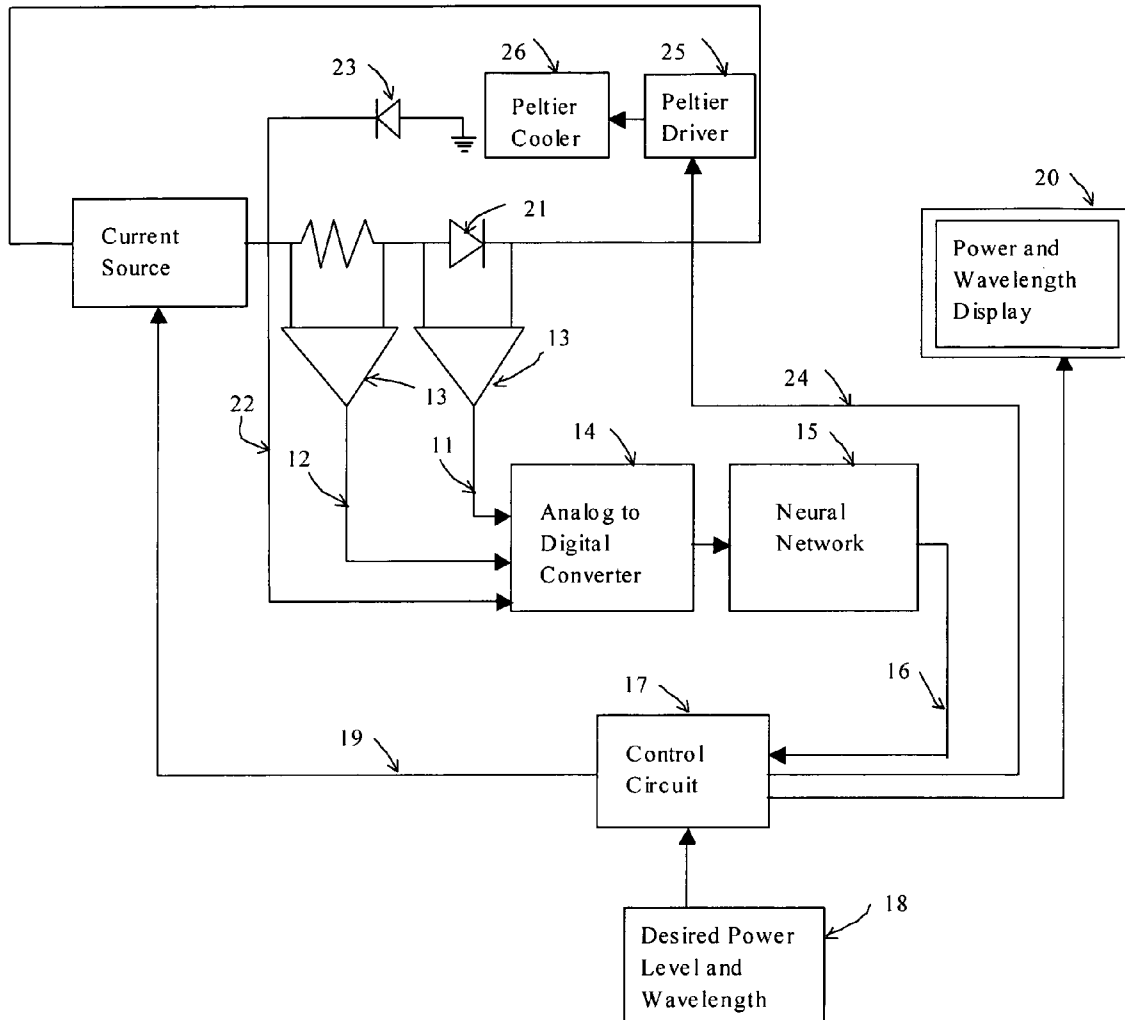 26
25
23
Peltier
Cooler
Peltier
Driver
20
21
Current
Source
Power and
Wavelength
Display
13
13
24
22
14
15
12
11
Analog to
Digital
Converter
Neural
Network
16
17
19
Control
Circuit
18
Desired Power
Level and
Wavelength